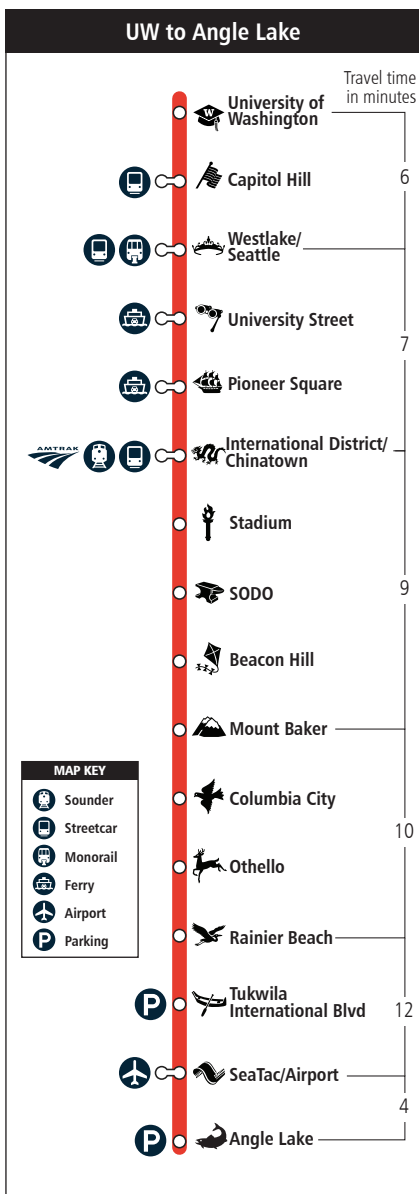 UW to Angle Lake
Travel time
in minutes
W
University of
Washington
6
Capitol Hill
Westlake/
Seattle
University Street
7
Pioneer Square
AMTRAK
International District/
Chinatown
Stadium
9
SODO
Beacon Hill
Mount Baker
MAP KEY
Sounder
Streetcar
Monorail
Ferry
Airport
P Parking
Columbia City
10
Othello
Rainier Beach
P
Tukwila
International Blvd
12
SeaTac/Airport
4
P
Angle Lake